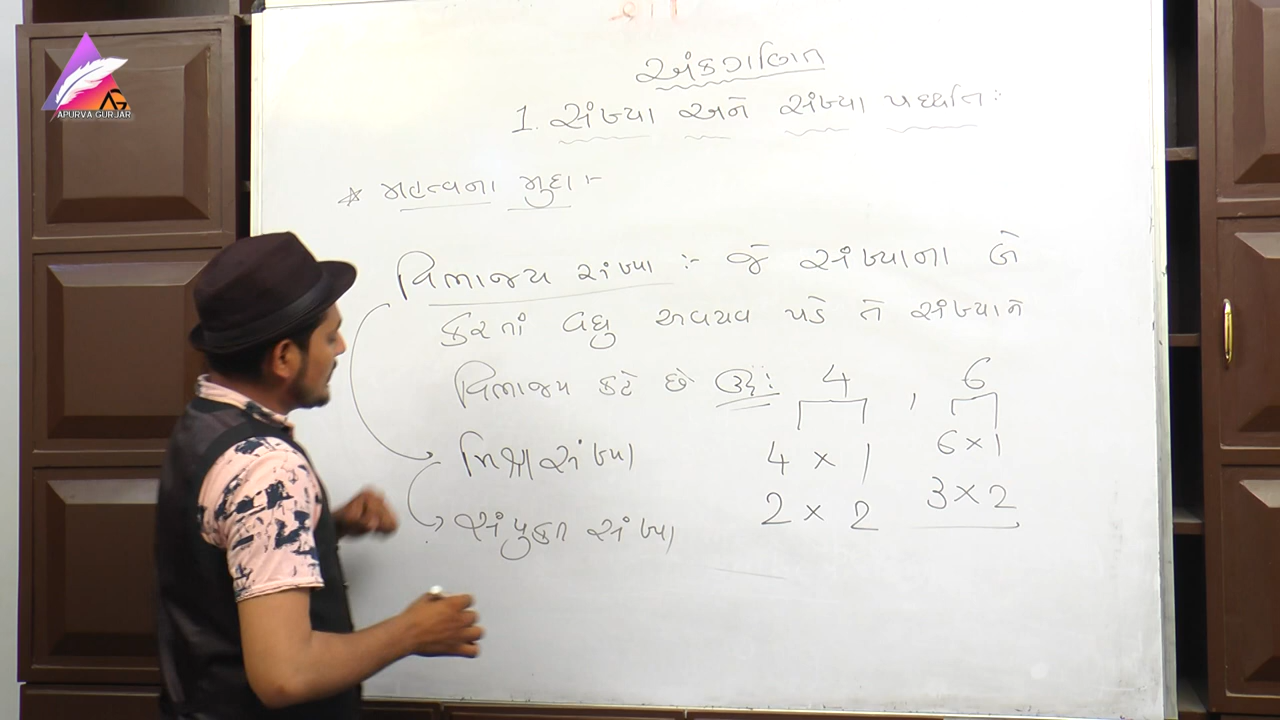 APURVA GURJAR
અંકગણિત
1. સંખ્યા અને સંખ્યા પધ્ધતિ :
* મહત્વના મુદ્દા :-
વિભાજ્ય સંખ્યા :- જે સંખ્યાના બે
કરતાં વધુ અવયવ પડે તે સંખ્યાને
વિભાજ્ય કહે છે ઉદા: 4 , 6
4 × 1 6 × 1
મિશ્ર સંખ્યા
2 × 2 3 × 2
સંયુક્ત સંખ્યા